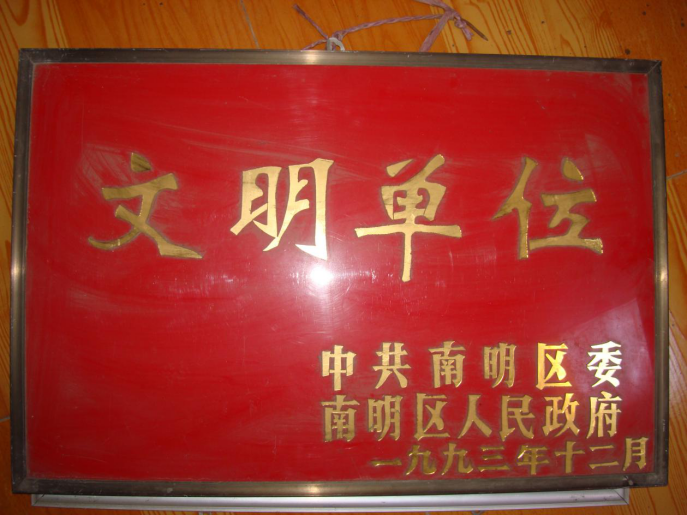 文明单位
中共南明区委
南明区人民政府
一九九三年十二月